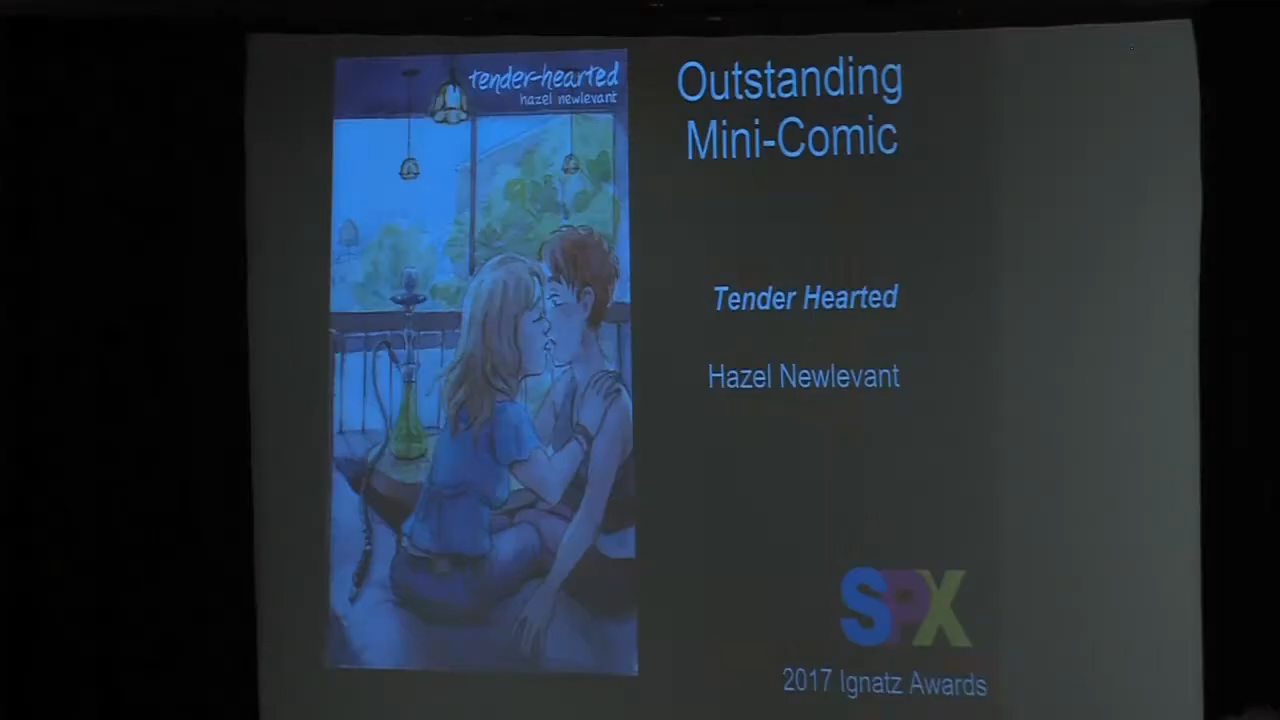 tender-hearted
hazel newlevant
Outstanding
Mini-Comic
Tender Hearted
Hazel Newlevant
SPX
2017 Ignatz Awards